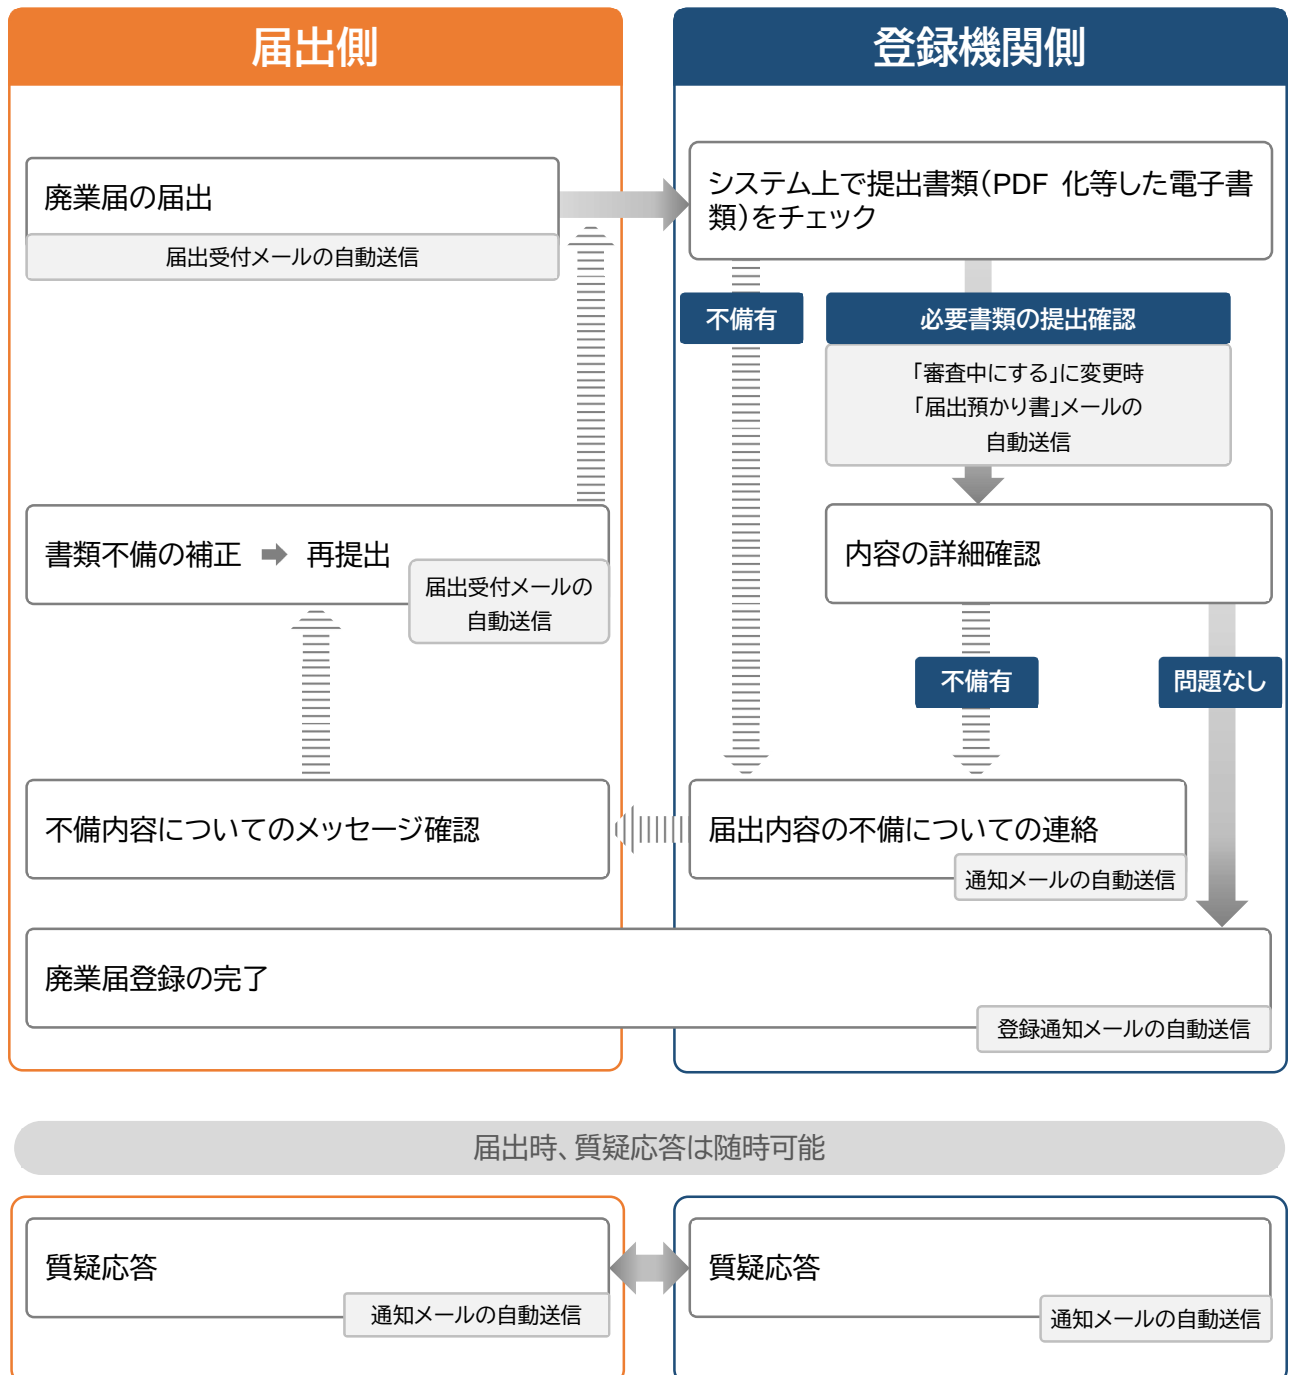 届出側
登録機関側
廃業届の届出
届出受付メールの自動送信
システム上で提出書類（PDF 化等した電子書
類）をチェック
不備有
必要書類の提出確認
「審査中にする」に変更時
「届出預かり書」メールの
自動送信
書類不備の補正 ➡ 再提出
届出受付メールの
自動送信
内容の詳細確認
不備有
問題なし
不備内容についてのメッセージ確認
届出内容の不備についての連絡
通知メールの自動送信
廃業届登録の完了
登録通知メールの自動送信
届出時、質疑応答は随時可能
質疑応答
通知メールの自動送信
質疑応答
通知メールの自動送信